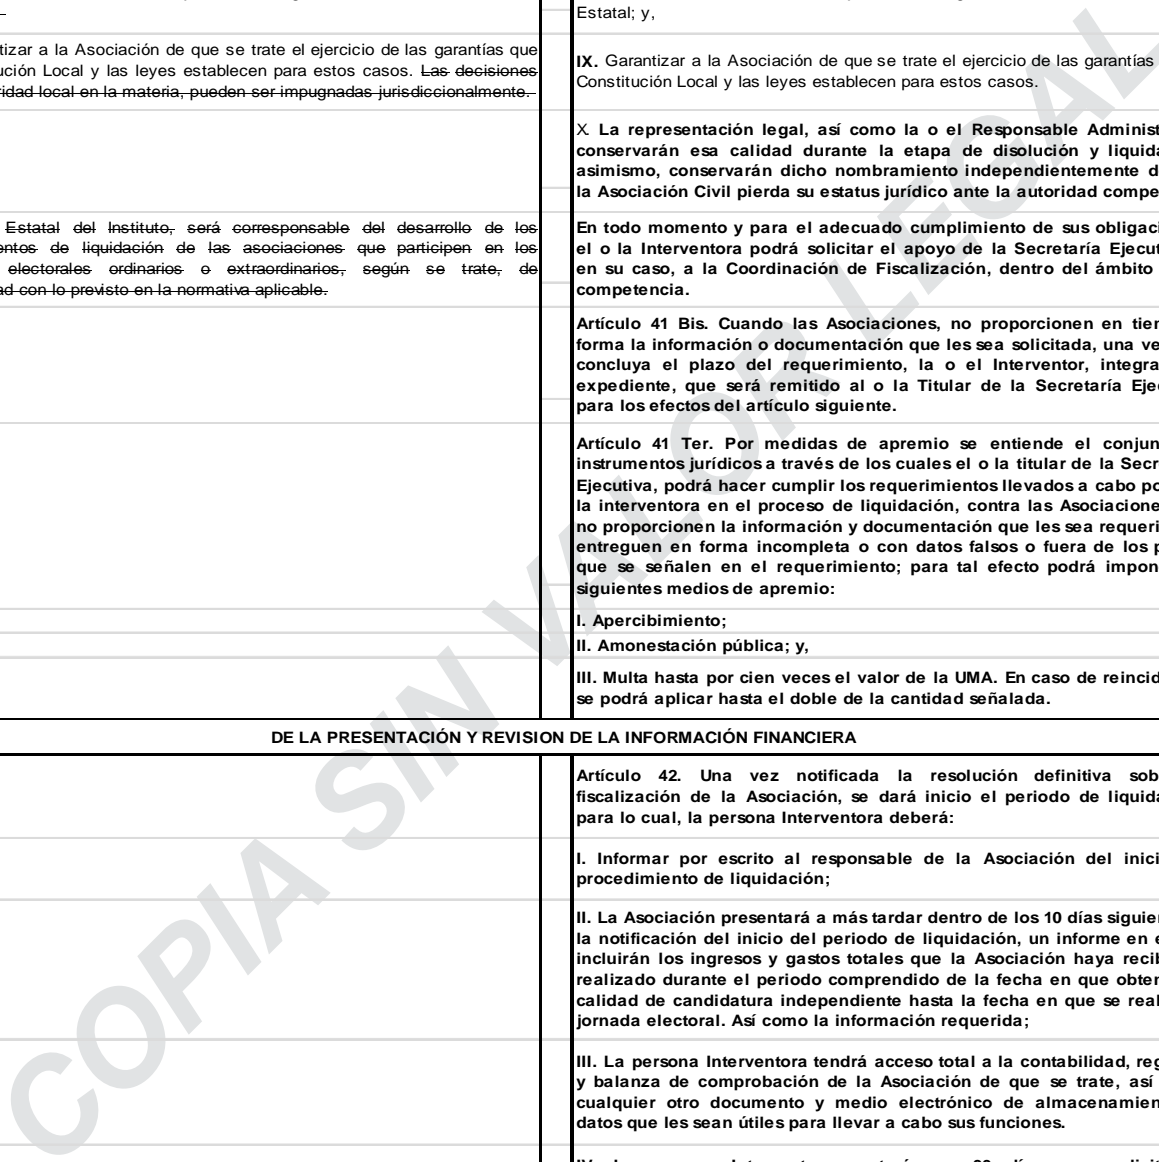 tizar a la Asociación de que se trate el ejercicio de las garantías que
ución Local y las leyes establecen para estos casos. Las decisiones
ridad local en la materia, pueden ser impugnadas jurisdiccionalmente.
Estatal del Instituto, será corresponsable del desarrollo de los
entos de liquidación de las asociaciones que participen en los
electorales ordinarios o extraordinarios, según se trate, de
ad con lo previsto en la normativa aplicable.
Estatal; y,
IX. Garantizar a la Asociación de que se trate el ejercicio de las garantías
Constitución Local y las leyes establecen para estos casos.
X. La representación legal, así como la o el Responsable Administ
conservarán esa calidad durante la etapa de disolución y liquida
asimismo, conservarán dicho nombramiento independientemente d
la Asociación Civil pierda su estatus jurídico ante la autoridad compe
En todo momento y para el adecuado cumplimiento de sus obligaci
el o la Interventora podrá solicitar el apoyo de la Secretaría Ejecut
en su caso, a la Coordinación de Fiscalización, dentro del ámbito
competencia.
Artículo 41 Bis. Cuando las Asociaciones, no proporcionen en tien
forma la información o documentación que les sea solicitada, una ve
concluya el plazo del requerimiento, la o el Interventor, integra
expediente, que será remitido al o la Titular de la Secretaría Eje
para los efectos del artículo siguiente.
Artículo 41 Ter. Por medidas de apremio se entiende el conjun
instrumentos jurídicos a través de los cuales el o la titular de la Secr
Ejecutiva, podrá hacer cumplir los requerimientos llevados a cabo po
la interventora en el proceso de liquidación, contra las Asociacione
no proporcionen la información y documentación que les sea requeri
entreguen en forma incompleta o con datos falsos o fuera de los p
que se señalen en el requerimiento; para tal efecto podrá impon
siguientes medios de apremio:
I. Apercibimiento;
II. Amonestación pública; y,
III. Multa hasta por cien veces el valor de la UMA. En caso de reincid
se podrá aplicar hasta el doble de la cantidad señalada.
DE LA PRESENTACIÓN Y REVISION DE LA INFORMACIÓN FINANCIERA
Artículo 42. Una vez notificada la resolución definitiva sob
fiscalización de la Asociación, se dará inicio el periodo de liquida
para lo cual, la persona Interventora deberá:
I. Informar por escrito al responsable de la Asociación del inici
procedimiento de liquidación;
II. La Asociación presentará a más tardar dentro de los 10 días siguien
la notificación del inicio del periodo de liquidación, un informe en e
incluirán los ingresos y gastos totales que la Asociación haya recib
realizado durante el periodo comprendido de la fecha en que obten
calidad de candidatura independiente hasta la fecha en que se real
jornada electoral. Así como la información requerida;
III. La persona Interventora tendrá acceso total a la contabilidad, reg
y balanza de comprobación de la Asociación de que se trate, así
cualquier otro documento y medio electrónico de almacenamien
datos que les sean útiles para llevar a cabo sus funciones.
COPIA SIN VALOR LEGAL